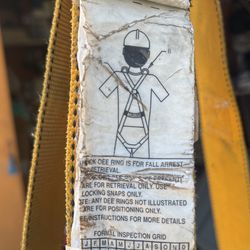 B
CK DEE RING IS FOR FALL ARREST
RETRIEVAL.
ARE FOR RETRIEVAL ONLY. USE
LOCKING SNAPS ONLY.
TE: ANY DEE RINGS NOT ILLUSTRATED
ARE FOR POSITIONING ONLY.
EE INSTRUCTIONS FOR MORE DETAILS
FORMAL INSPECTION GRID
J F M A M J J A S O N D